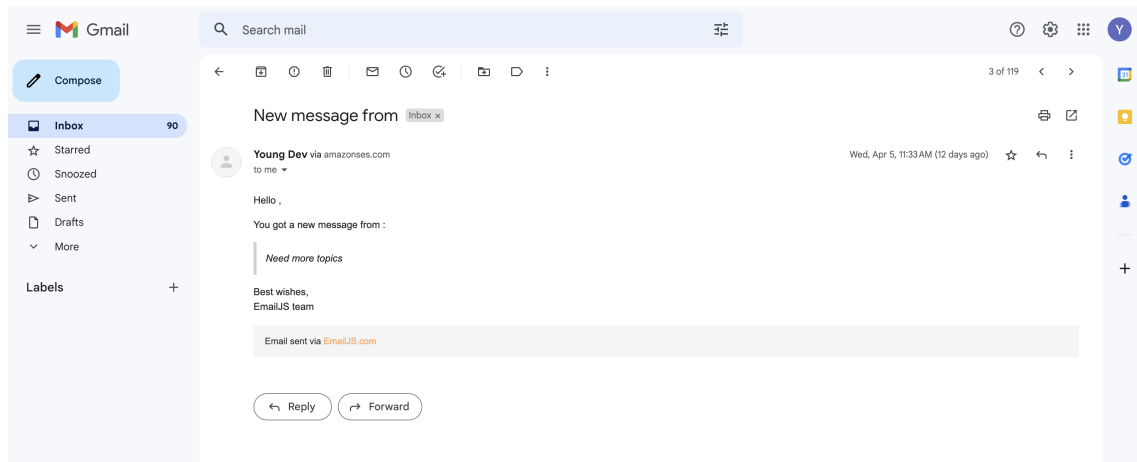 Gmail
Search mail
Y
Compose
3 of 119
31
New message from Inbox x
Inbox 90
Starred
Snoozed
Sent
Drafts
More
Labels
Young Dev via amazonses.com
Wed, Apr 5, 11:33 AM (12 days ago)
to me
Hello ,
You got a new message from :
Need more topics
Best wishes,
EmailJS team
Email sent via EmailJS.com
Reply
Forward